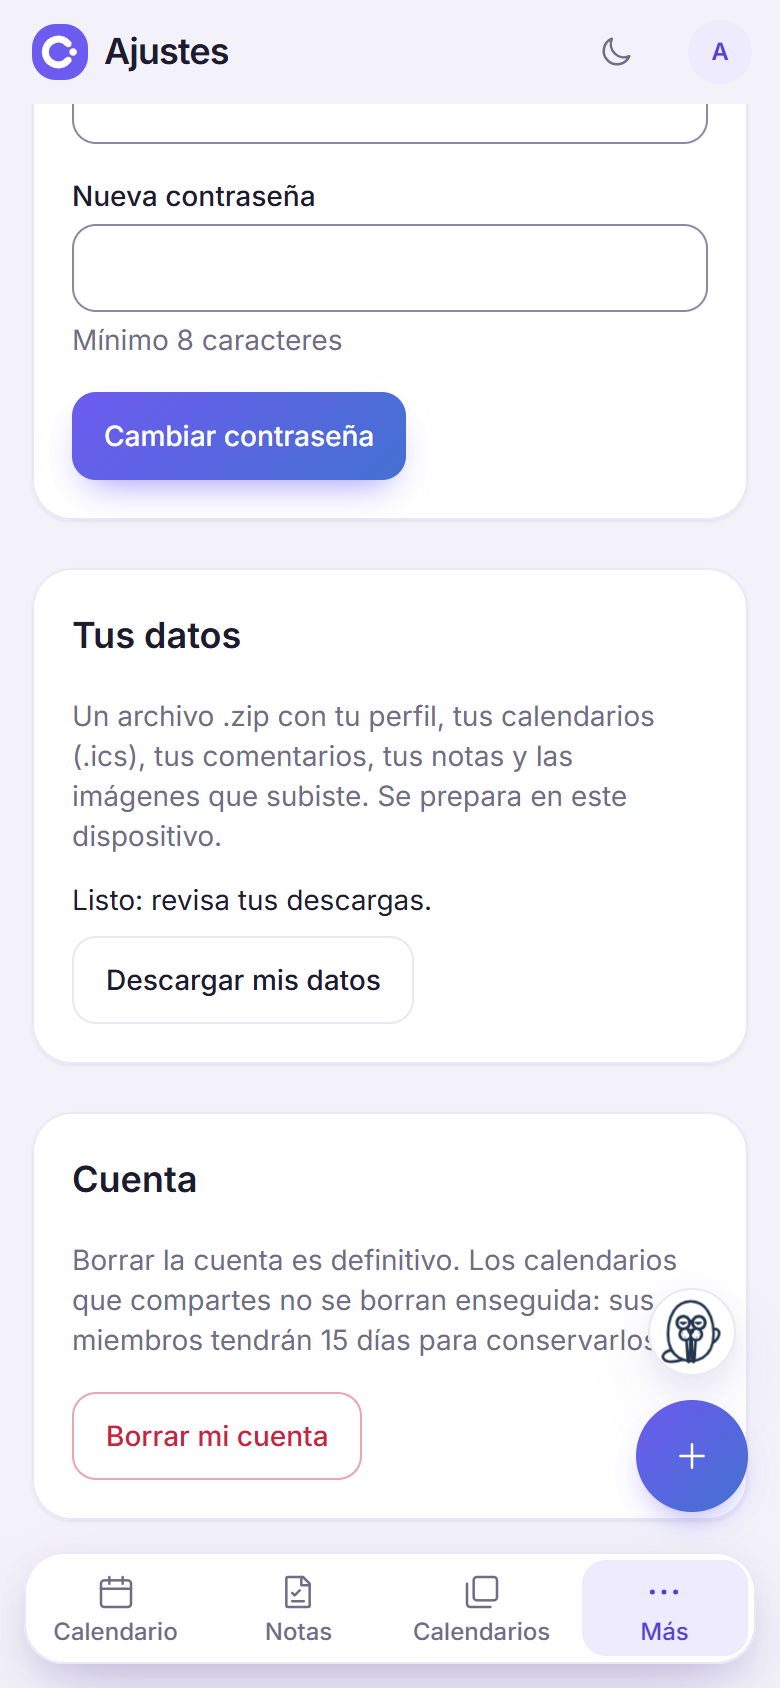 Ajustes
A
Nueva contraseña
Mínimo 8 caracteres
Cambiar contraseña
Tus datos
Un archivo .zip con tu perfil, tus calendarios
(.ics), tus comentarios, tus notas y las
imágenes que subiste. Se prepara en este
dispositivo.
Listo: revisa tus descargas.
Descargar mis datos
Cuenta
Borrar la cuenta es definitivo. Los calendarios
que compartes no se borran enseguida: sus
miembros tendrán 15 días para conservarlos
Borrar mi cuenta
Calendario
Notas
Calendarios
Más